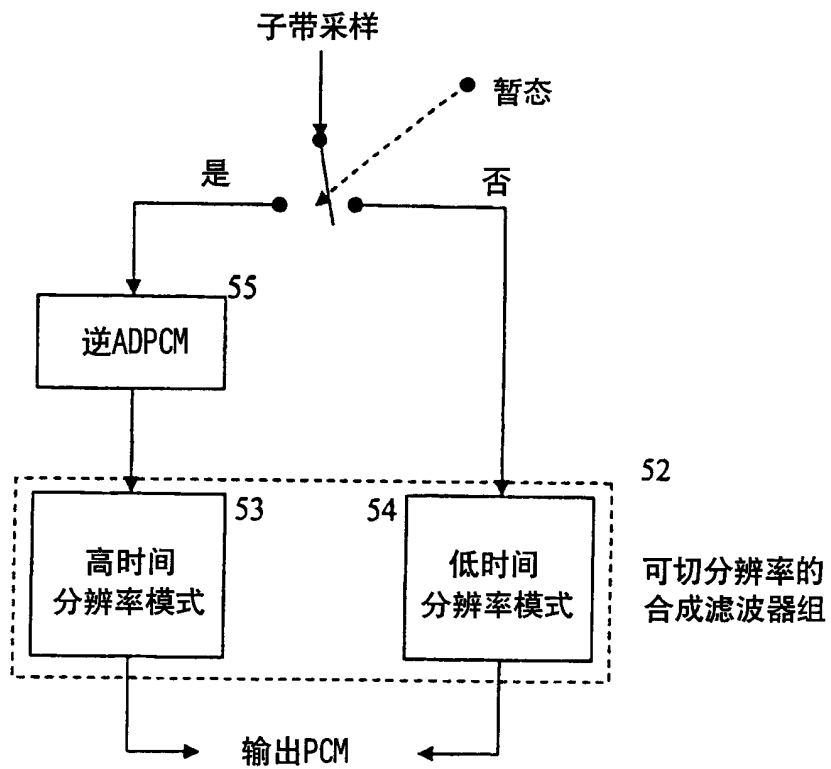 子带采样
暂态
是
否
55
逆ADPCM
52
53
54
高时间
分辨率模式
低时间
分辨率模式
可切分辨率的
合成滤波器组
输出PCM